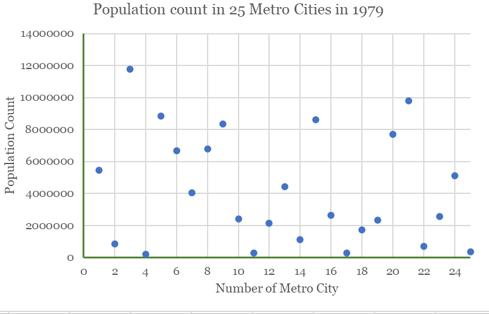 Population count in 25 Metro Cities in 1979
14000000
12000000
10000000
8000000
6000000
4000000
2000000
0
Population Count
0 2 4 6 8 10 12 14 16 18 20 22 24
Number of Metro City